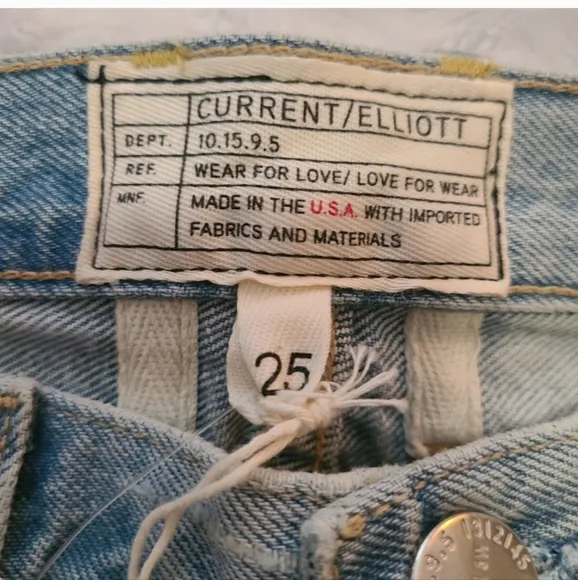 CURRENT/ELLIOTT
DEPT. 10.15.9.5
REF. WEAR FOR LOVE/ LOVE FOR WEAR
MNF. MADE IN THE U.S.A. WITH IMPORTED
FABRICS AND MATERIALS
25